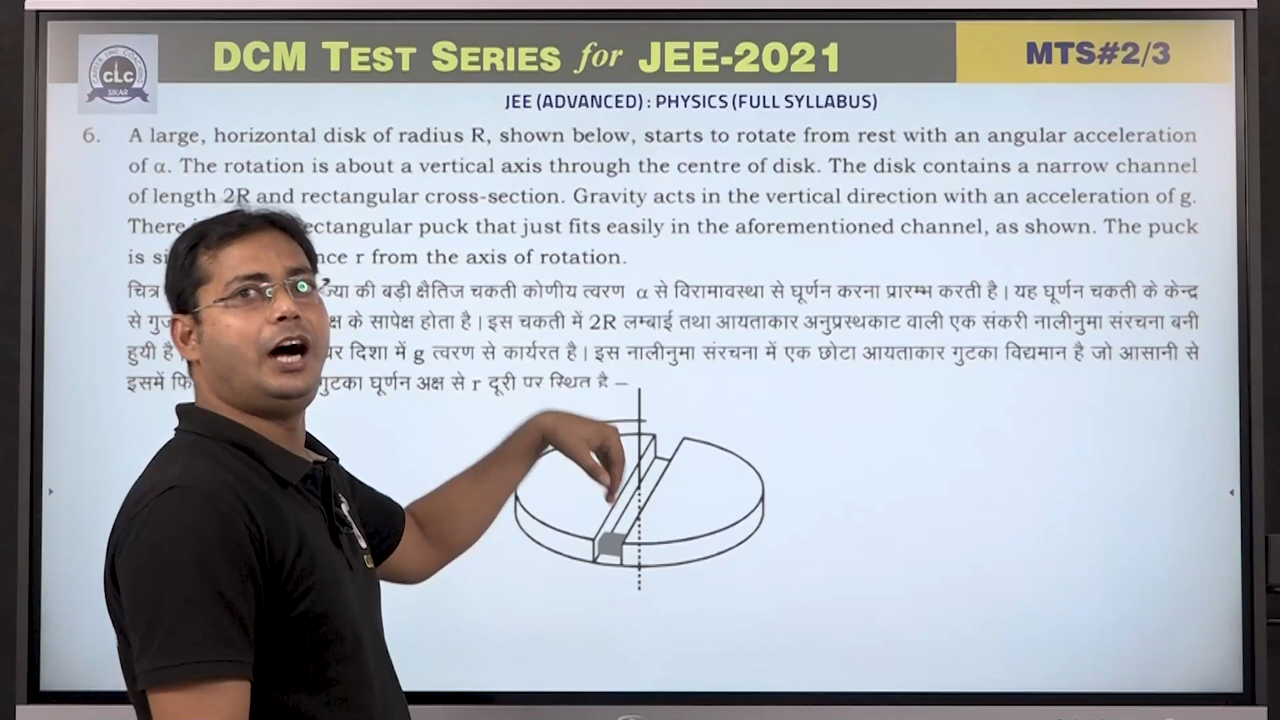 DCM TEST SERIES for JEE-2021
MTS#2/3
CLC
SIKAR
JEE (ADVANCED) : PHYSICS (FULL SYLLABUS)
6. A large, horizontal disk of radius R, shown below, starts to rotate from rest with an angular acceleration
of α. The rotation is about a vertical axis through the centre of disk. The disk contains a narrow channel
of length 2R and rectangular cross-section. Gravity acts in the vertical direction with an acceleration of g.
There rectangular puck that just fits easily in the aforementioned channel, as shown. The puck
is r from the axis of rotation.
चित्र की बड़ी क्षैतिज चकती कोणीय त्वरण α से विरामावस्था से घूर्णन करना प्रारम्भ करती है। यह घूर्णन चकती के केन्द्र
से के सापेक्ष होता है। इस चकती में 2R लम्बाई तथा आयताकार अनुप्रस्थकाट वाली एक संकरी नालीनुमा संरचना बनी
हुयी है दिशा में g त्वरण से कार्यरत है। इस नालीनुमा संरचना में एक छोटा आयताकार गुटका विद्यमान है जो आसानी से
इसमें गुटका घूर्णन अक्ष से r दूरी पर स्थित है –